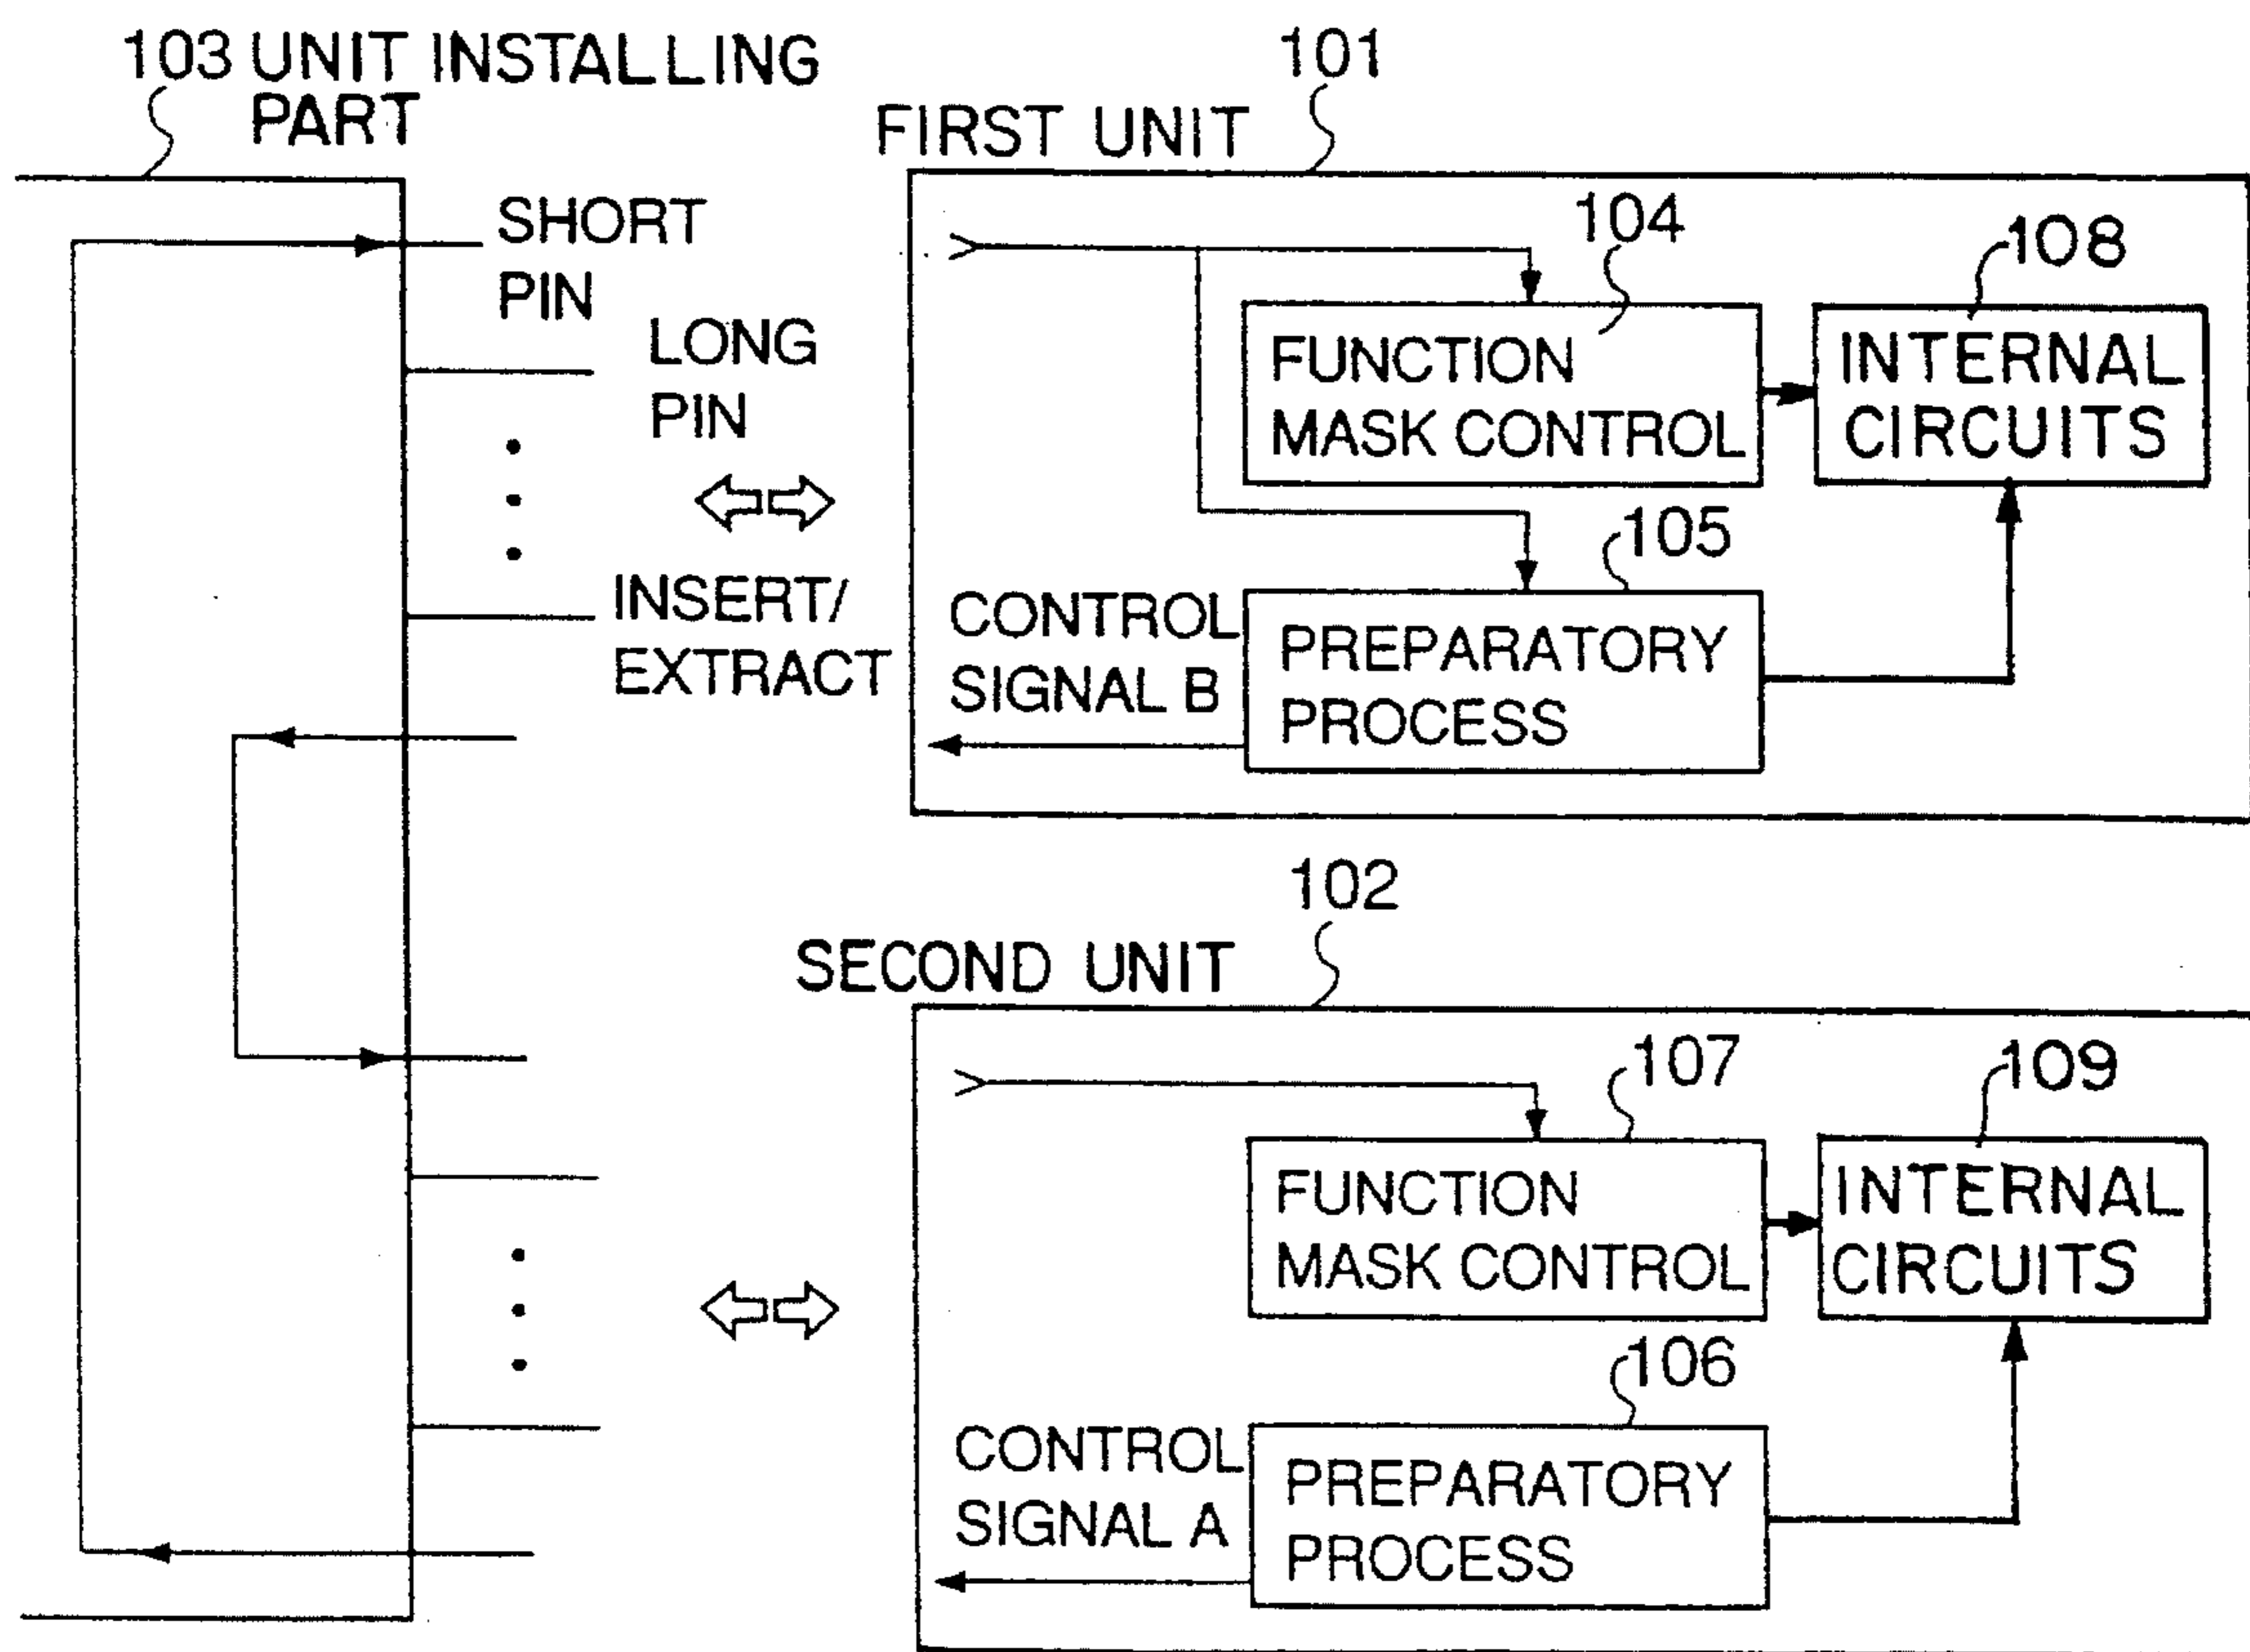 103 UNIT INSTALLING
PART
101
FIRST UNIT
SHORT
PIN
LONG
PIN
INSERT/
EXTRACT
104
FUNCTION
MASK CONTROL
108
INTERNAL
CIRCUITS
105
CONTROL
SIGNAL B
PREPARATORY
PROCESS
102
SECOND UNIT
107
FUNCTION
MASK CONTROL
109
INTERNAL
CIRCUITS
106
CONTROL
SIGNAL A
PREPARATORY
PROCESS